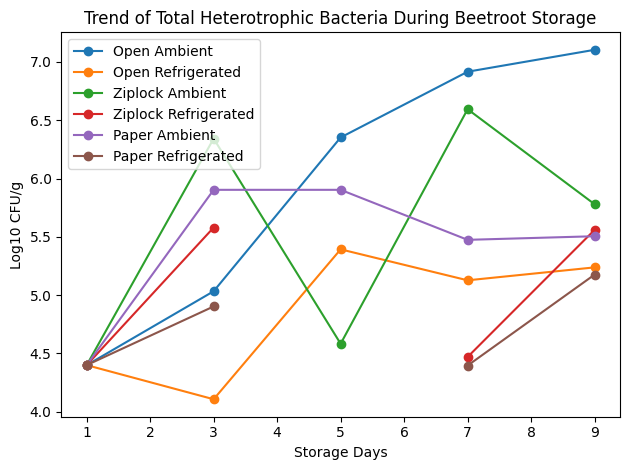 Trend of Total Heterotrophic Bacteria During Beetroot Storage
Open Ambient
Open Refrigerated
Ziplock Ambient
Ziplock Refrigerated
Paper Ambient
Paper Refrigerated
Log10 CFU/g
7.0
6.5
6.0
5.5
5.0
4.5
4.0
1 2 3 4 5 6 7 8 9
Storage Days